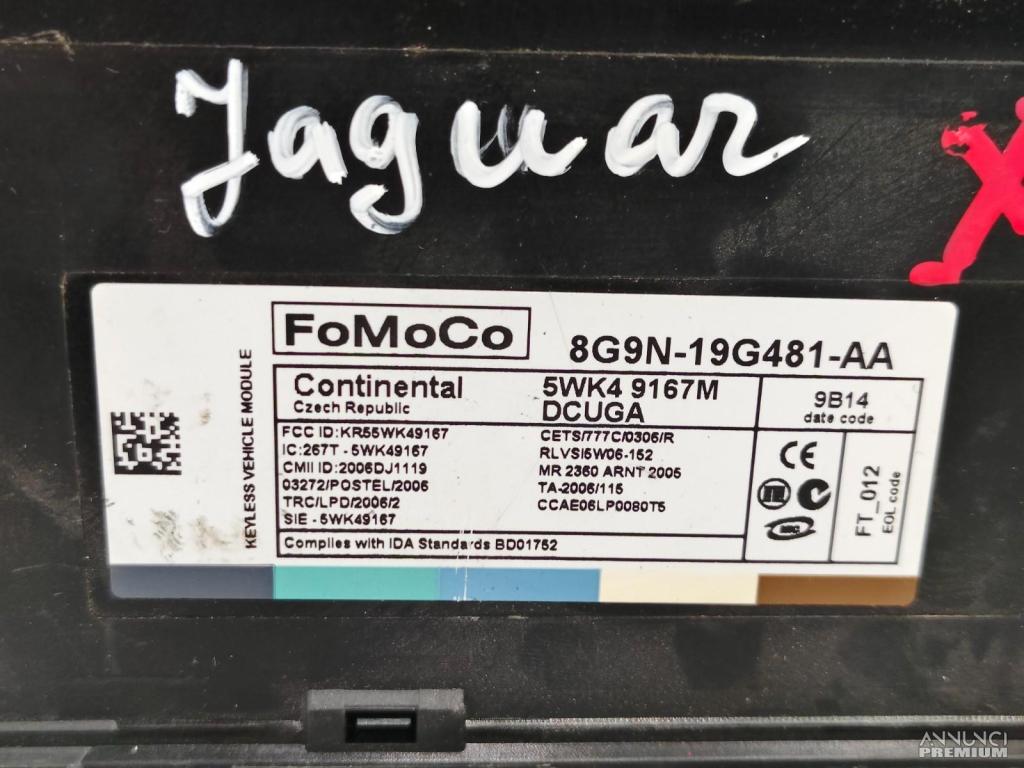 Jaguar
X
KEYLESS VEHICLE MODULE
FoMoCo
8G9N-19G481-AA
Continental
Czech Republic
5WK4 9167M
DCUGA
9B14
date code
FCC ID:KR55WK49167
IC:267T - 5WK49167
CMII ID:2006DJ1119
03272/POSTEL/2006
TRC/LPD/2006/2
SIE - 5WK49167
CETS/777C/0306/R
RLVSI5W06-152
MR 2360 ARNT 2005
TA-2006/115
CCAE06LP0080T5
CE
FT_012
EOL code
Complies with IDA Standards BD01752
ANNUNCI
PREMIUM